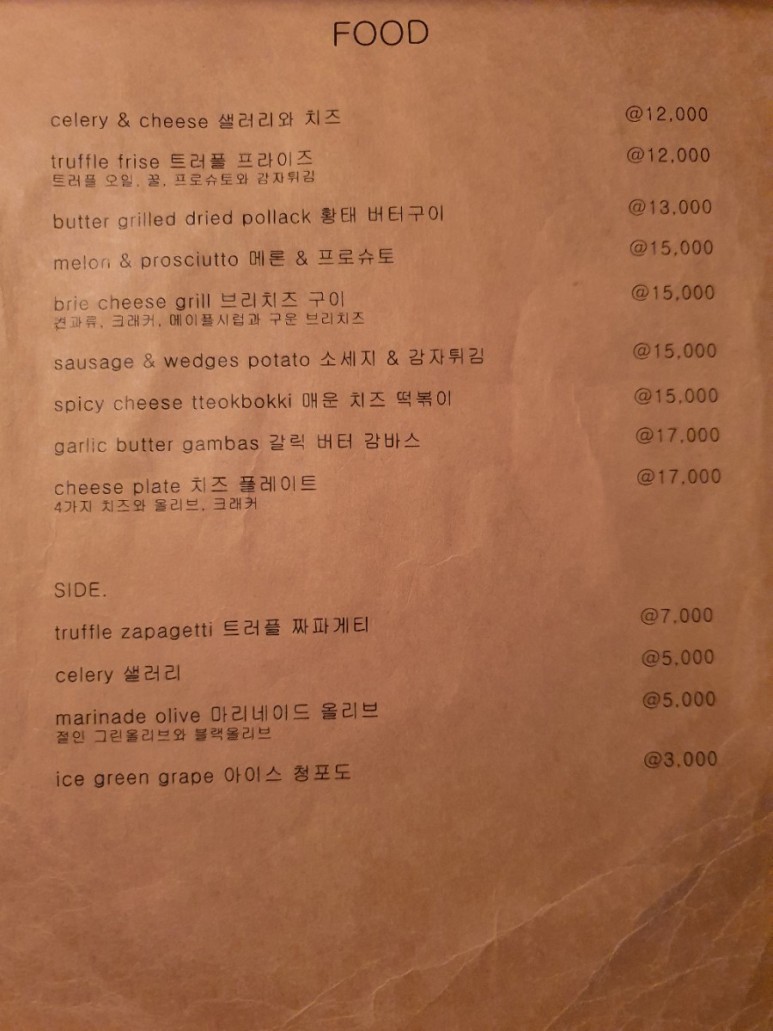 FOOD
celery & cheese 샐러리와 치즈 @12,000
truffle frise 트러플 프라이즈 @12,000
트러플 오일, 꿀, 프로슈토와 감자튀김
butter grilled dried pollack 황태 버터구이 @13,000
melon & prosciutto 메론 & 프로슈토 @15,000
brie cheese grill 브리치즈 구이 @15,000
견과류, 크래커, 메이플시럽과 구운 브리치즈
sausage & wedges potato 소세지 & 감자튀김 @15,000
spicy cheese tteokbokki 매운 치즈 떡볶이 @15,000
garlic butter gambas 갈릭 버터 감바스 @17,000
cheese plate 치즈 플레이트 @17,000
4가지 치즈와 올리브, 크래커
SIDE.
truffle zapagetti 트러플 짜파게티 @7,000
celery 샐러리 @5,000
marinade olive 마리네이드 올리브 @5,000
절인 그린올리브와 블랙올리브
ice green grape 아이스 청포도 @3,000